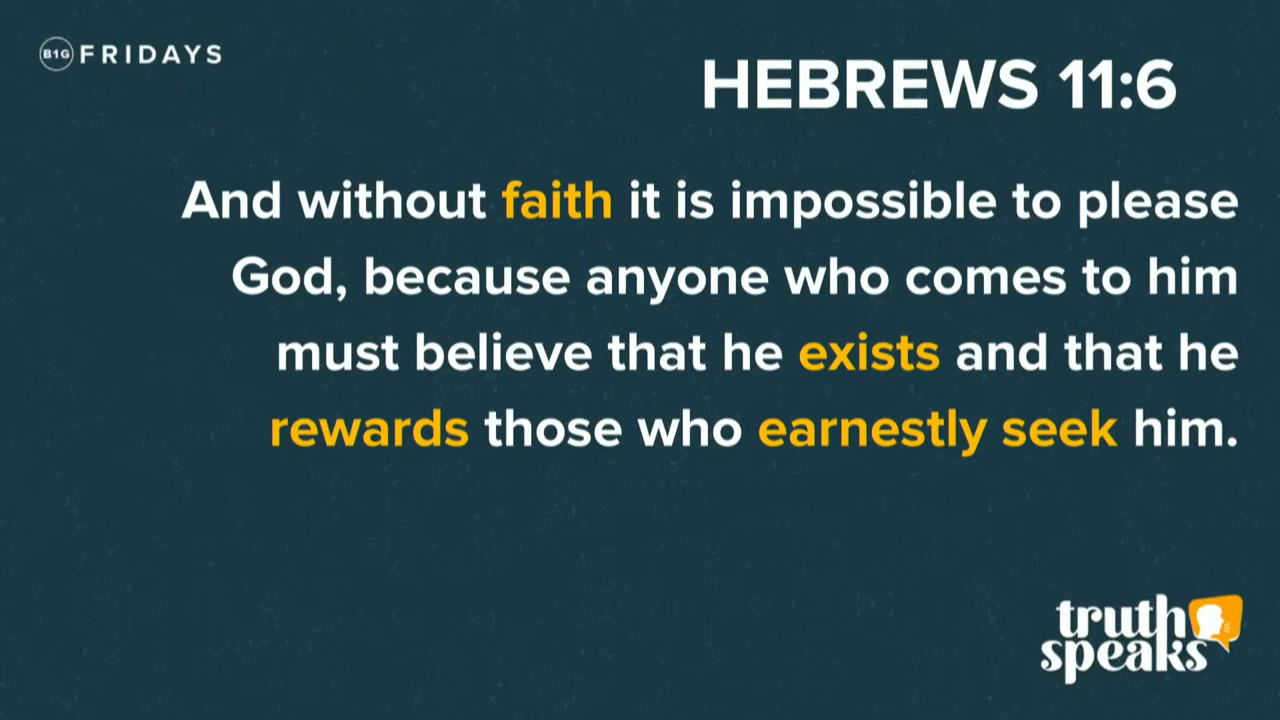 B1G FRIDAYS
HEBREWS 11:6
And without faith it is impossible to please
God, because anyone who comes to him
must believe that he exists and that he
rewards those who earnestly seek him.
truth
speaks